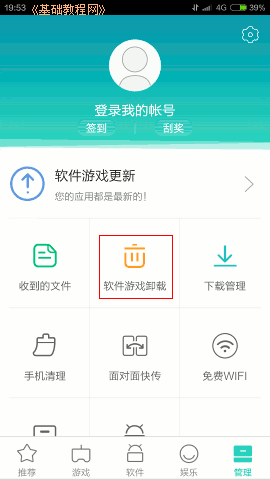 19:53 《基础教程网》 4G 39%
登录我的帐号
签到 刮奖
软件游戏更新
您的应用都是最新的！
收到的文件 软件游戏卸载 下载管理
手机清理 面对面快传 免费WIFI
推荐 游戏 软件 娱乐 管理